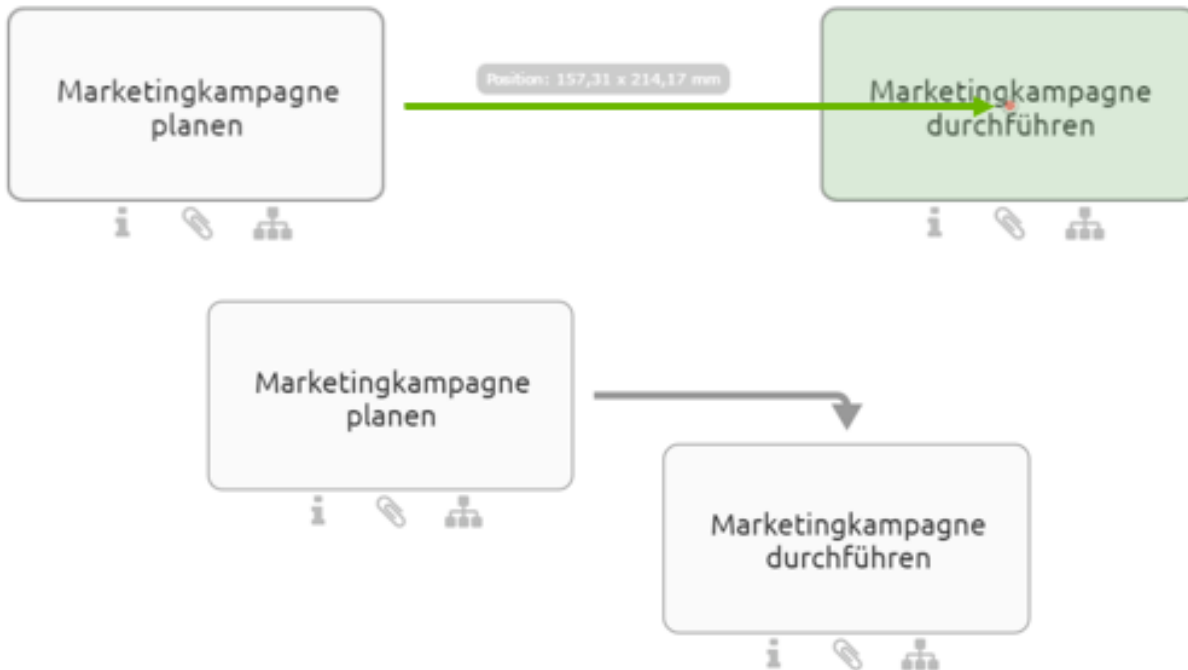 Marketingkampagne
planen
Position: 157,31 x 214,17 mm
Marketingkampagne
durchführen
Marketingkampagne
planen
Marketingkampagne
durchführen